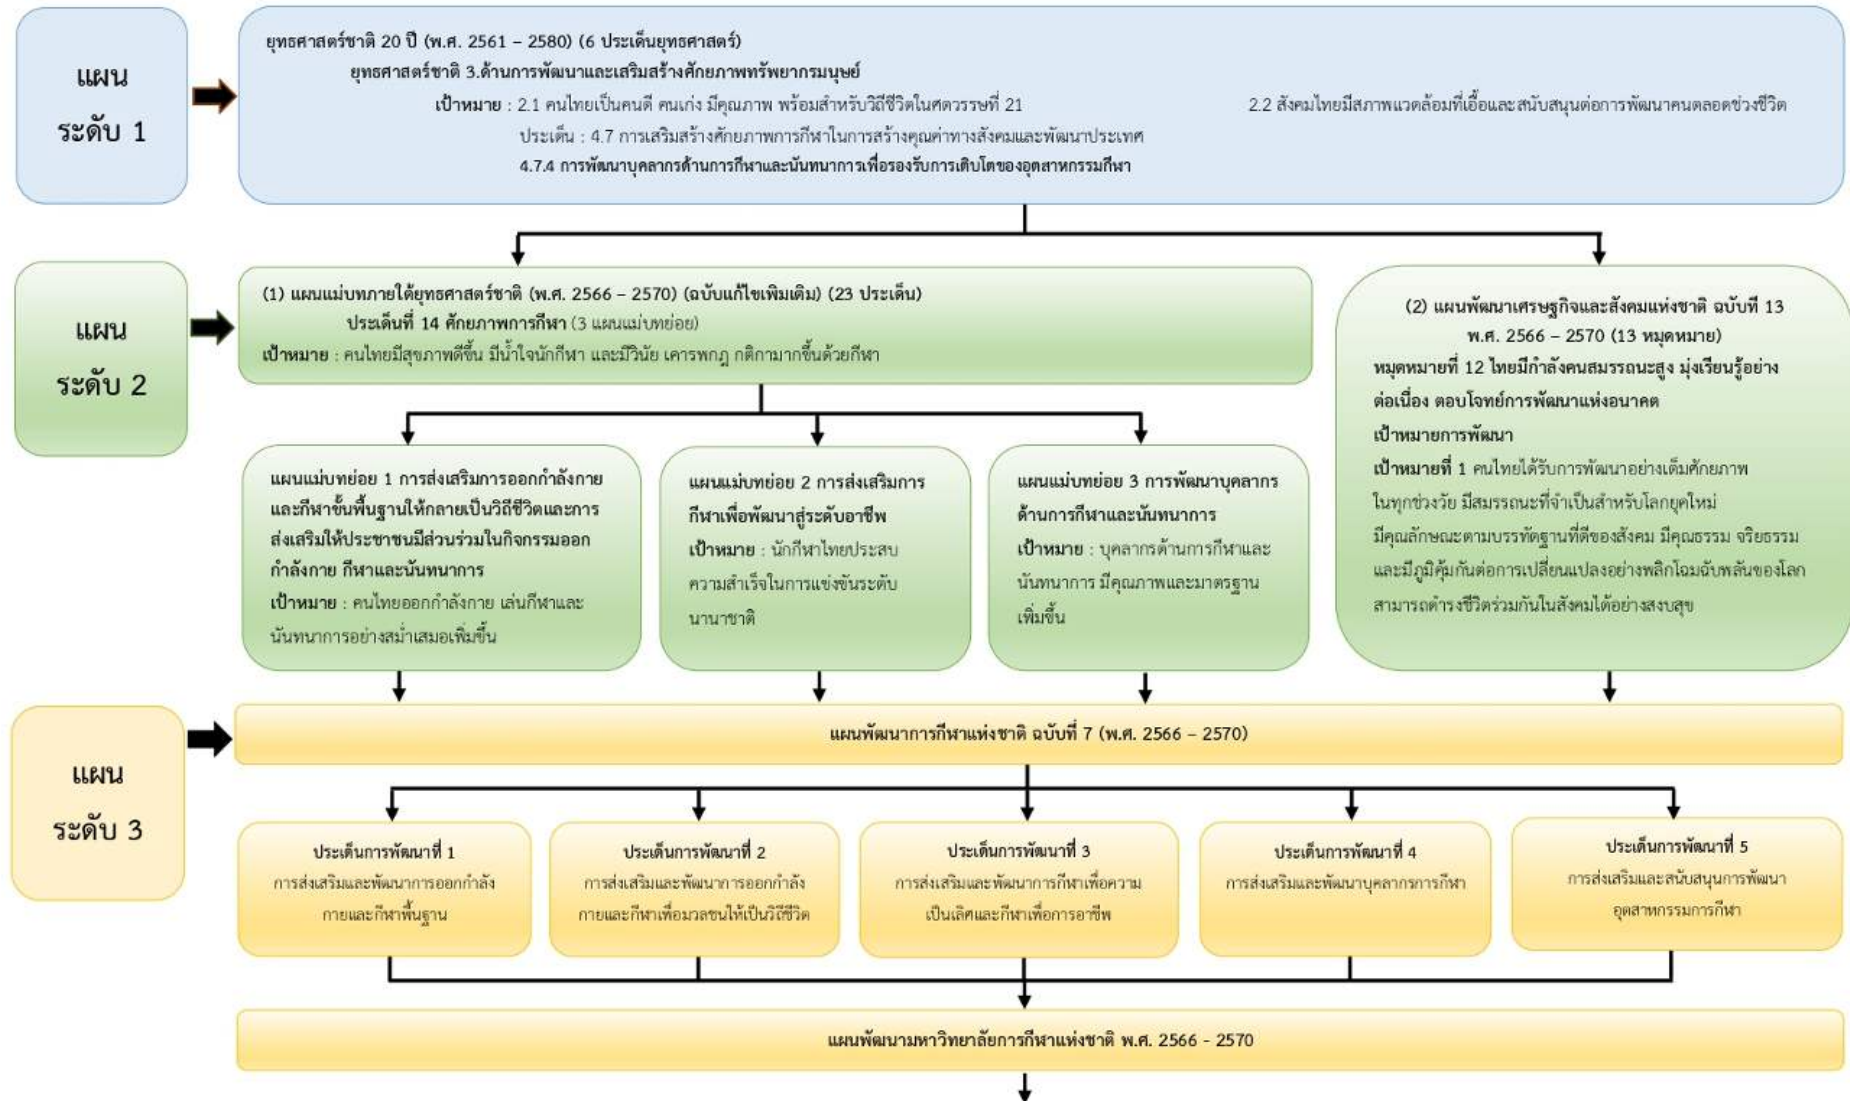 แผน
ระดับ 1
ยุทธศาสตร์ชาติ 20 ปี (พ.ศ. 2561 – 2580) (6 ประเด็นยุทธศาสตร์)
ยุทธศาสตร์ชาติ 3.ด้านการพัฒนาและเสริมสร้างศักยภาพทรัพยากรมนุษย์
เป้าหมาย : 2.1 คนไทยเป็นคนดี คนเก่ง มีคุณภาพ พร้อมสำหรับวิถีชีวิตในศตวรรษที่ 21 2.2 สังคมไทยมีสภาพแวดล้อมที่เอื้อและสนับสนุนต่อการพัฒนาคนตลอดช่วงชีวิต
ประเด็น : 4.7 การเสริมสร้างศักยภาพการกีฬาในการสร้างคุณค่าทางสังคมและพัฒนาประเทศ
4.7.4 การพัฒนาบุคลากรด้านการกีฬาและนันทนาการเพื่อรองรับการเติบโตของอุตสาหกรรมกีฬา
แผน
ระดับ 2
(1) แผนแม่บทภายใต้ยุทธศาสตร์ชาติ (พ.ศ. 2566 – 2570) (ฉบับแก้ไขเพิ่มเติม) (23 ประเด็น)
ประเด็นที่ 14 ศักยภาพการกีฬา (3 แผนแม่บทย่อย)
เป้าหมาย : คนไทยมีสุขภาพดีขึ้น มีน้ำใจนักกีฬา และมีวินัย เคารพกฎ กติกามากขึ้นด้วยกีฬา
(2) แผนพัฒนาเศรษฐกิจและสังคมแห่งชาติ ฉบับที่ 13
พ.ศ. 2566 – 2570 (13 หมุดหมาย)
หมุดหมายที่ 12 ไทยมีกำลังคนสมรรถนะสูง มุ่งเรียนรู้อย่าง
ต่อเนื่อง ตอบโจทย์การพัฒนาแห่งอนาคต
เป้าหมายการพัฒนา
เป้าหมายที่ 1 คนไทยได้รับการพัฒนาอย่างเต็มศักยภาพ
ในทุกช่วงวัย มีสมรรถนะที่จำเป็นสำหรับโลกยุคใหม่
มีคุณลักษณะตามบรรทัดฐานที่ดีของสังคม มีคุณธรรม จริยธรรม
และมีภูมิคุ้มกันต่อการเปลี่ยนแปลงอย่างพลิกโฉมฉับพลันของโลก
สามารถดำรงชีวิตร่วมกันในสังคมได้อย่างสงบสุข
แผนแม่บทย่อย 1 การส่งเสริมการออกกำลังกาย
และกีฬาขั้นพื้นฐานให้กลายเป็นวิถีชีวิตและการ
ส่งเสริมให้ประชาชนมีส่วนร่วมในกิจกรรมออก
กำลังกาย กีฬาและนันทนาการ
เป้าหมาย : คนไทยออกกำลังกาย เล่นกีฬาและ
นันทนาการอย่างสม่ำเสมอเพิ่มขึ้น
แผนแม่บทย่อย 2 การส่งเสริมการ
กีฬาเพื่อพัฒนาสู่ระดับอาชีพ
เป้าหมาย : นักกีฬาไทยประสบ
ความสำเร็จในการแข่งขันระดับ
นานาชาติ
แผนแม่บทย่อย 3 การพัฒนาบุคลากร
ด้านการกีฬาและนันทนาการ
เป้าหมาย : บุคลากรด้านการกีฬาและ
นันทนาการ มีคุณภาพและมาตรฐาน
เพิ่มขึ้น
แผน
ระดับ 3
แผนพัฒนาการกีฬาแห่งชาติ ฉบับที่ 7 (พ.ศ. 2566 – 2570)
ประเด็นการพัฒนาที่ 1
การส่งเสริมและพัฒนาการออกกำลัง
กายและกีฬาพื้นฐาน
ประเด็นการพัฒนาที่ 2
การส่งเสริมและพัฒนาการออกกำลัง
กายและกีฬาเพื่อมวลชนให้เป็นวิถีชีวิต
ประเด็นการพัฒนาที่ 3
การส่งเสริมและพัฒนาการกีฬาเพื่อความ
เป็นเลิศและกีฬาเพื่อการอาชีพ
ประเด็นการพัฒนาที่ 4
การส่งเสริมและพัฒนาบุคลากรการกีฬา
ประเด็นการพัฒนาที่ 5
การส่งเสริมและสนับสนุนการพัฒนา
อุตสาหกรรมการกีฬา
แผนพัฒนามหาวิทยาลัยการกีฬาแห่งชาติ พ.ศ. 2566 - 2570